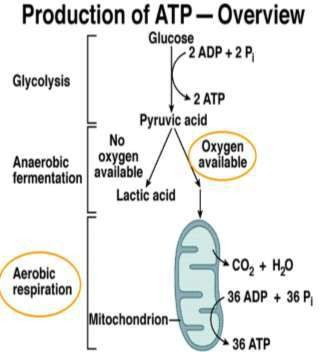 Production of ATP — Overview
Glucose
2 ADP + 2 Pi
Glycolysis
2 ATP
Pyruvic acid
No
oxygen
available
Oxygen
available
Anaerobic
fermentation
Lactic acid
CO2 + H2O
Aerobic
respiration
36 ADP + 36 Pi
Mitochondrion
36 ATP